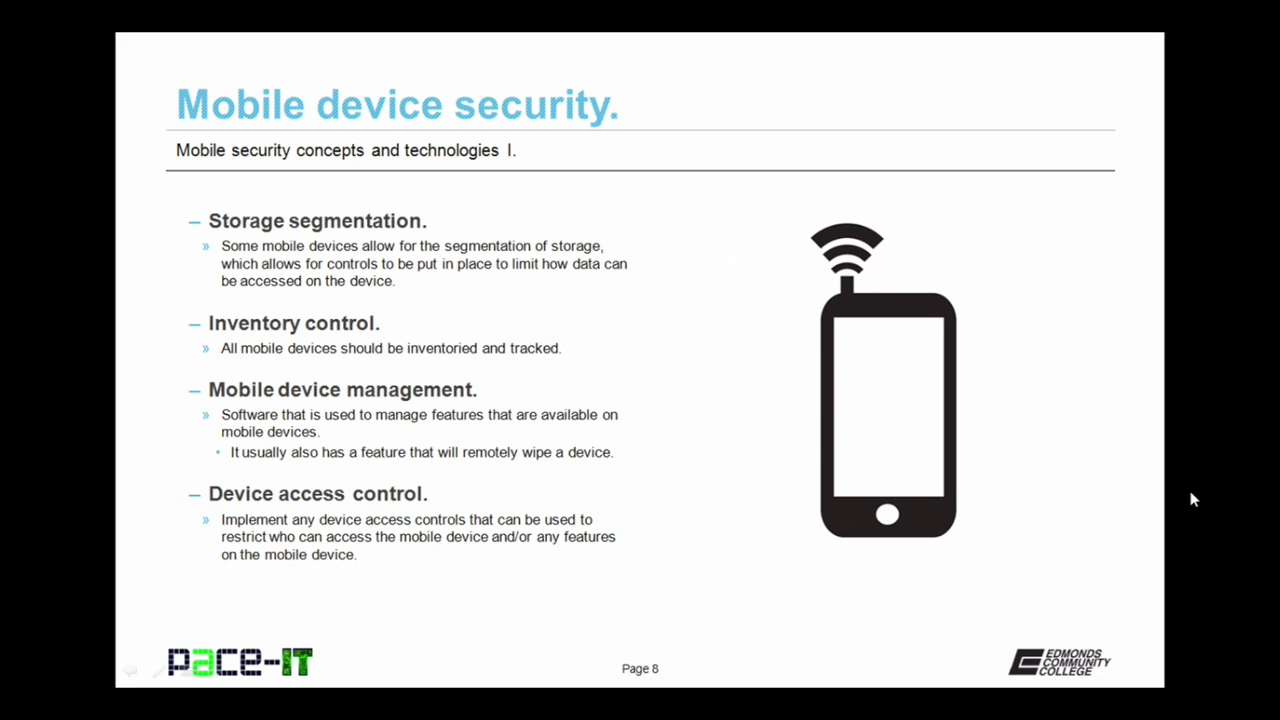 Mobile device security.
Mobile security concepts and technologies I.
– Storage segmentation.
» Some mobile devices allow for the segmentation of storage,
which allows for controls to be put in place to limit how data can
be accessed on the device.
– Inventory control.
» All mobile devices should be inventoried and tracked.
– Mobile device management.
» Software that is used to manage features that are available on
mobile devices.
• It usually also has a feature that will remotely wipe a device.
– Device access control.
» Implement any device access controls that can be used to
restrict who can access the mobile device and/or any features
on the mobile device.
pace-IT
Page 8
EDMONDS
COMMUNITY
COLLEGE